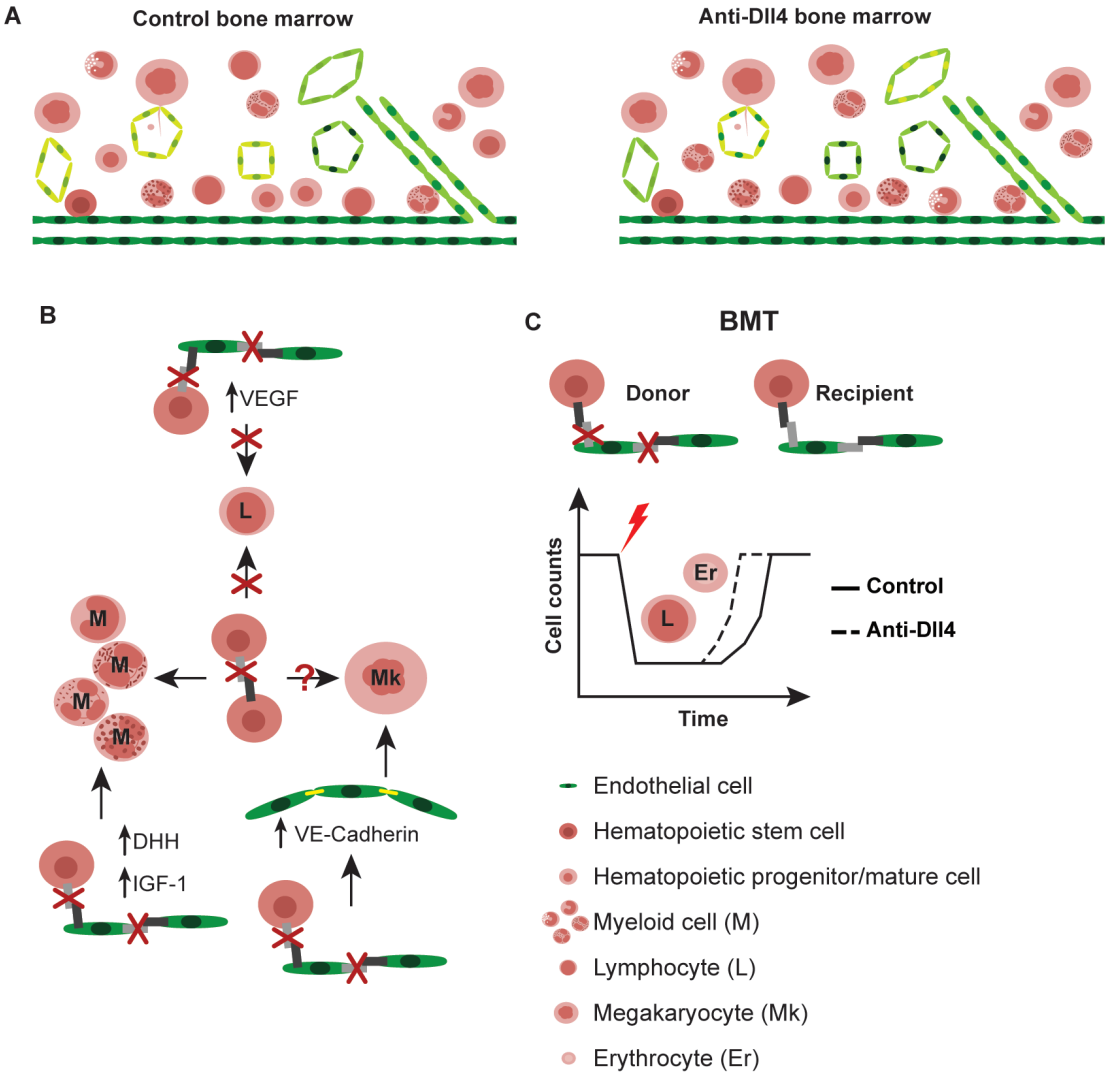 A
Control bone marrow
Anti-Dll4 bone marrow
B
VEGF
L
M
M
M
M
?
Mk
DHH
IGF-1
VE-Cadherin
C
BMT
Donor
Recipient
Cell counts
Er
L
Control
Anti-Dll4
Time
Endothelial cell
Hematopoietic stem cell
Hematopoietic progenitor/mature cell
Myeloid cell (M)
Lymphocyte (L)
Megakaryocyte (Mk)
Erythrocyte (Er)